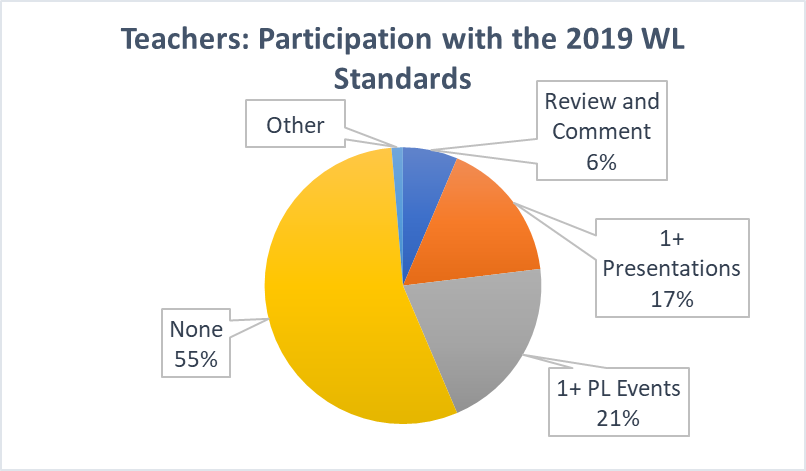 Teachers: Participation with the 2019 WL
Standards
Other
Review and
Comment
6%
1+
Presentations
17%
None
55%
1+ PL Events
21%